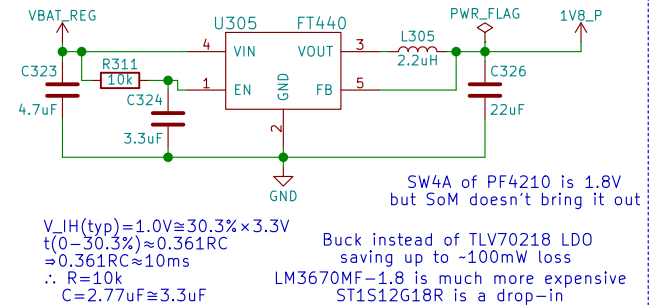 VBAT_REG
U305 FT440
PWR_FLAG
1V8_P
4 VIN VOUT 3
L305
2.2uH
C323
4.7uF
R311
10k
C324
3.3uF
1 EN FB 5
GND
2
C326
22uF
GND
SW4A of PF4210 is 1.8V
but SoM doesn't bring it out
V_IH(typ)=1.0V≅30.3%×3.3V
t(0-30.3%)≈0.361RC
⇒0.361RC≈10ms
∴ R=10k
C=2.77uF≅3.3uF
Buck instead of TLV70218 LDO
saving up to ~100mW loss
LM3670MF-1.8 is much more expensive
ST1S12G18R is a drop-in